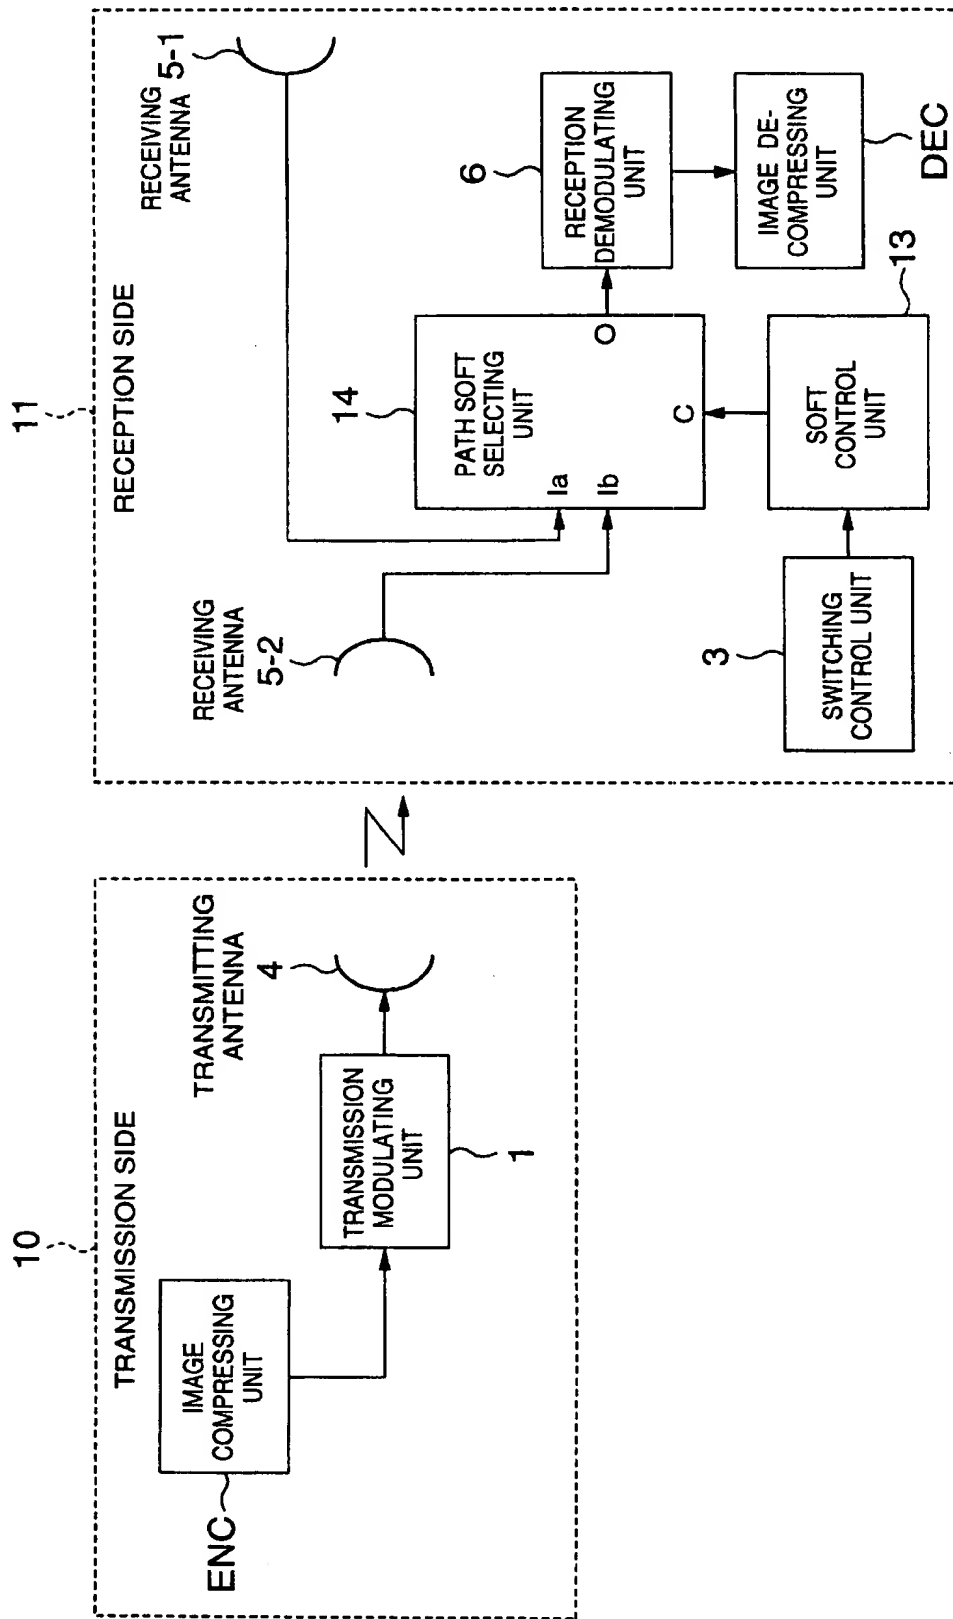 10
TRANSMISSION SIDE
ENC
IMAGE
COMPRESSING
UNIT
TRANSMISSION
MODULATING
UNIT
1
TRANSMITTING
ANTENNA
4
11
RECEPTION SIDE
RECEIVING
ANTENNA
5-1
RECEIVING
ANTENNA
5-2
14
PATH SOFT
SELECTING
UNIT
Ia
Ib
O
C
6
RECEPTION
DEMODULATING
UNIT
IMAGE DE-
COMPRESSING
UNIT
DEC
3
SWITCHING
CONTROL UNIT
SOFT
CONTROL
UNIT
13